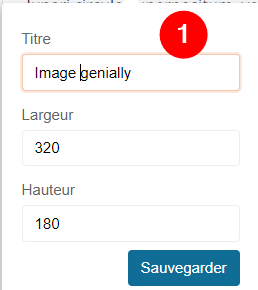 Titre
1
Image genially
Largeur
320
Hauteur
180
Sauvegarder